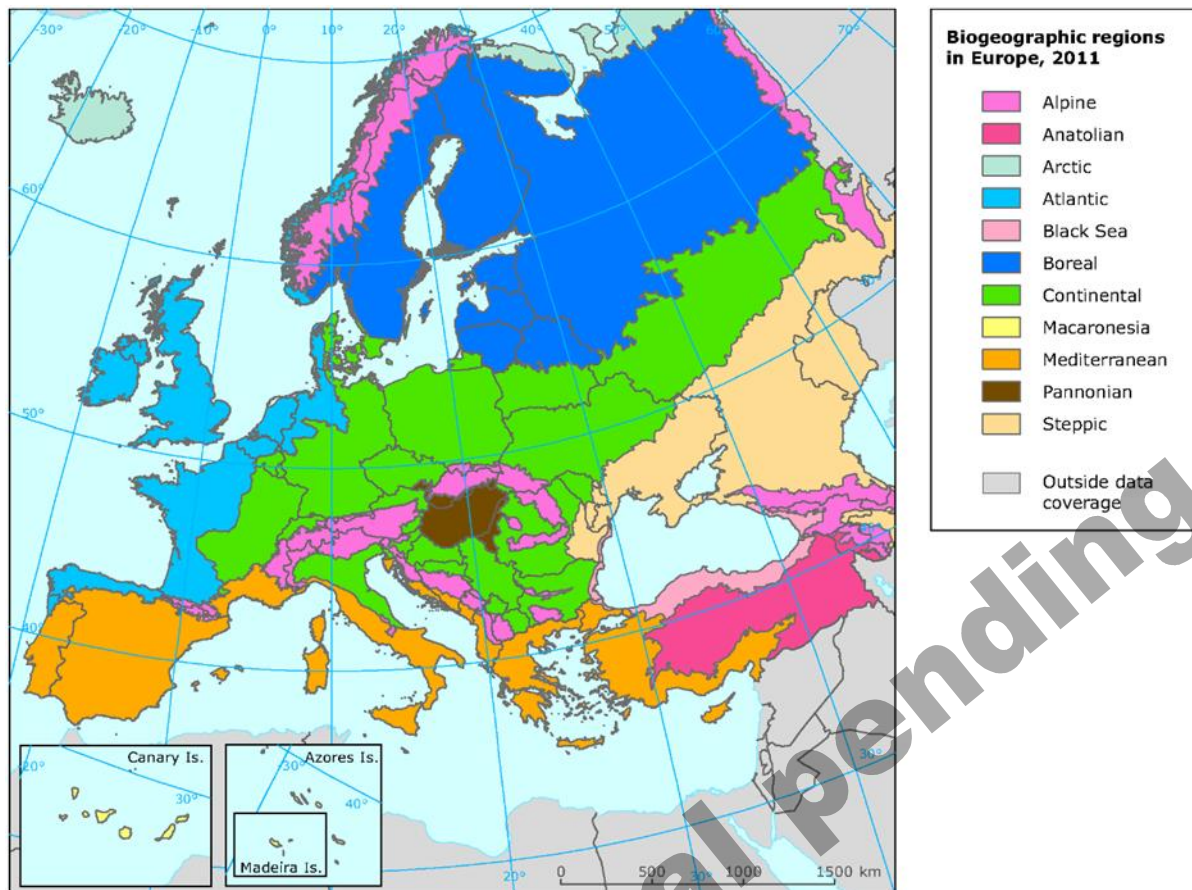 -30°
-20°
-10°
0°
10°
20°
30°
40°
50°
60°
70°
60°
50°
40°
Biogeographic regions
in Europe, 2011
Alpine
Anatolian
Arctic
Atlantic
Black Sea
Boreal
Continental
Macaronesia
Mediterranean
Pannonian
Steppic
Outside data
coverage
Canary Is.
30°
Azores Is.
30°
40°
Madeira Is.
20°
30°
0 500 1000 1500 km
al pending